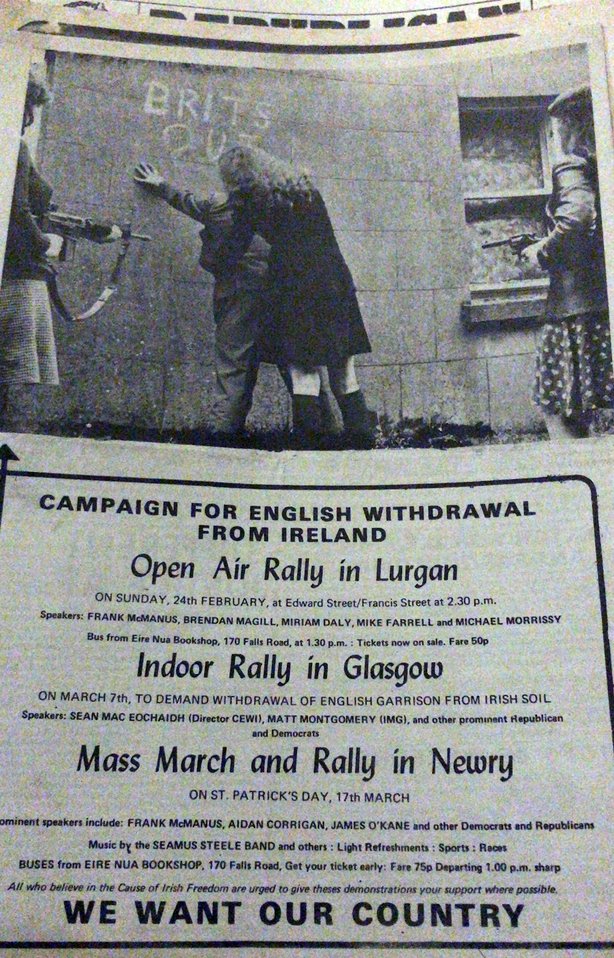 REPUBLICAN
BRITS
OUT
CAMPAIGN FOR ENGLISH WITHDRAWAL
FROM IRELAND
Open Air Rally in Lurgan
ON SUNDAY, 24th FEBRUARY, at Edward Street/Francis Street at 2.30 p.m.
Speakers: FRANK McMANUS, BRENDAN MAGILL, MIRIAM DALY, MIKE FARRELL and MICHAEL MORRISSY
Bus from Eire Nua Bookshop, 170 Falls Road, at 1.30 p.m. : Tickets now on sale. Fare 50p
Indoor Rally in Glasgow
ON MARCH 7th, TO DEMAND WITHDRAWAL OF ENGLISH GARRISON FROM IRISH SOIL
Speakers: SEAN MAC EOCHAIDH (Director CEWI), MATT MONTGOMERY (IMG), and other prominent Republican
and Democrats
Mass March and Rally in Newry
ON ST. PATRICK'S DAY, 17th MARCH
ominent speakers include: FRANK McMANUS, AIDAN CORRIGAN, JAMES O'KANE and other Democrats and Republicans
Music by the SEAMUS STEELE BAND and others : Light Refreshments : Sports : Races
BUSES from EIRE NUA BOOKSHOP, 170 Falls Road, Get your ticket early: Fare 75p Departing 1.00 p.m. sharp
All who believe in the Cause of Irish Freedom are urged to give theses demonstrations your support where possible.
WE WANT OUR COUNTRY